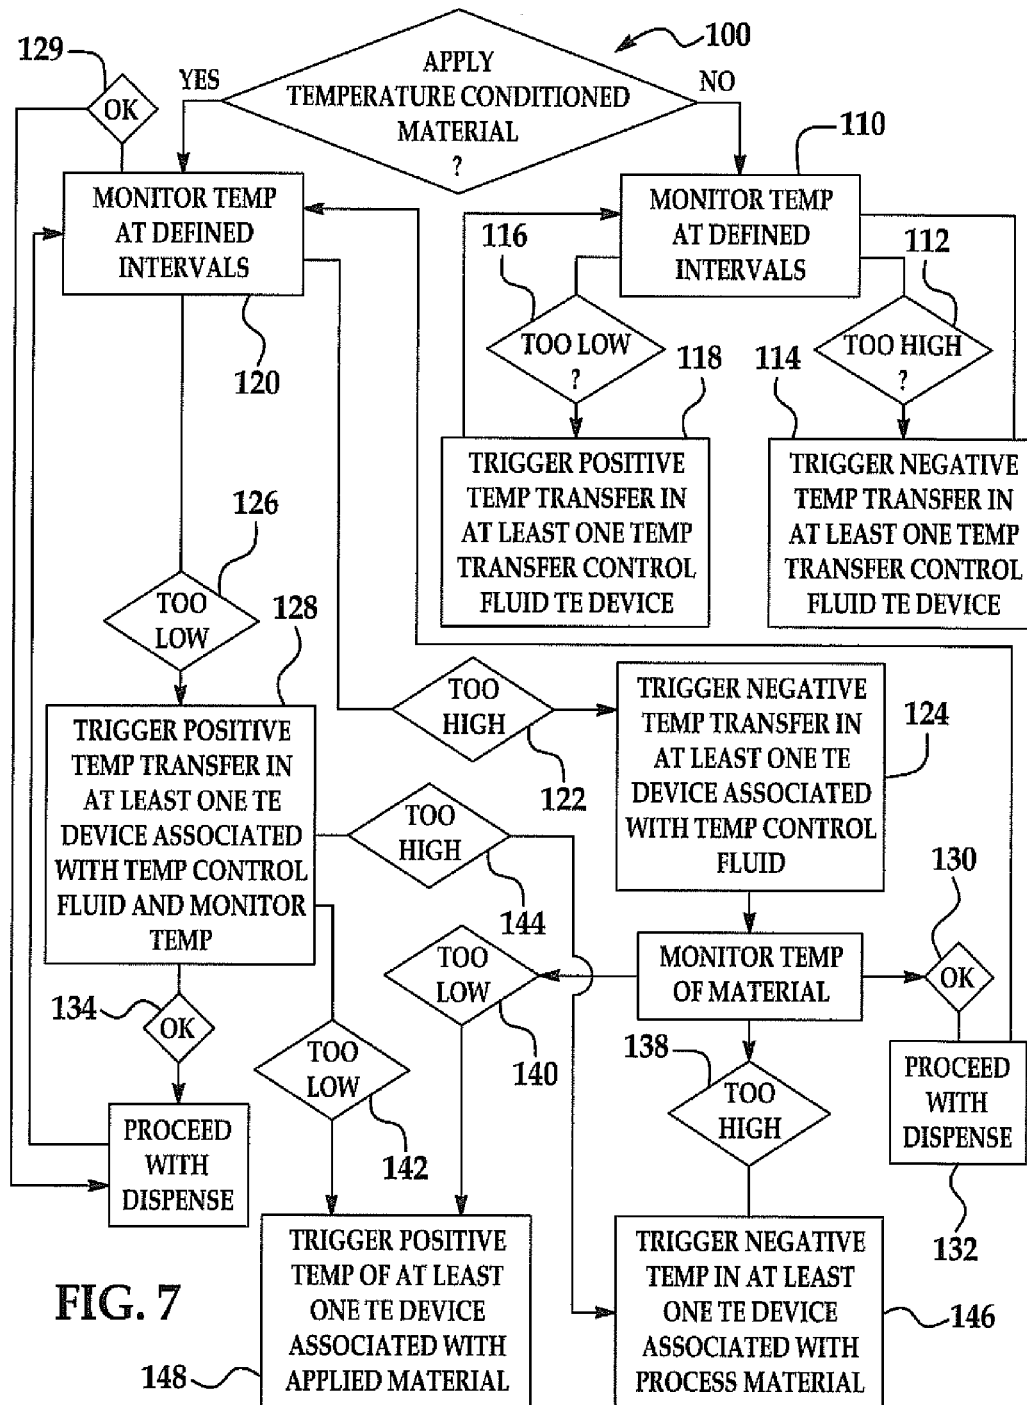 100
129
APPLY
TEMPERATURE CONDITIONED
MATERIAL
?
YES
NO
OK
110
MONITOR TEMP
AT DEFINED
INTERVALS
120
MONITOR TEMP
AT DEFINED
INTERVALS
116
112
TOO LOW
?
TOO HIGH
?
118
114
TRIGGER POSITIVE
TEMP TRANSFER IN
AT LEAST ONE TEMP
TRANSFER CONTROL
FLUID TE DEVICE
TRIGGER NEGATIVE
TEMP TRANSFER IN
AT LEAST ONE TEMP
TRANSFER CONTROL
FLUID TE DEVICE
126
TOO
LOW
128
TRIGGER POSITIVE
TEMP TRANSFER IN
AT LEAST ONE TE
DEVICE ASSOCIATED
WITH TEMP CONTROL
FLUID AND MONITOR
TEMP
TOO
HIGH
122
TRIGGER NEGATIVE
TEMP TRANSFER IN
AT LEAST ONE TE
DEVICE ASSOCIATED
WITH TEMP CONTROL
FLUID
124
TOO
HIGH
144
130
TOO
LOW
140
MONITOR TEMP
OF MATERIAL
OK
134
OK
TOO
LOW
142
138
TOO
HIGH
PROCEED
WITH
DISPENSE
132
PROCEED
WITH
DISPENSE
TRIGGER POSITIVE
TEMP OF AT LEAST
ONE TE DEVICE
ASSOCIATED WITH
APPLIED MATERIAL
148
TRIGGER NEGATIVE
TEMP IN AT LEAST
ONE TE DEVICE
ASSOCIATED WITH
PROCESS MATERIAL
146
FIG. 7